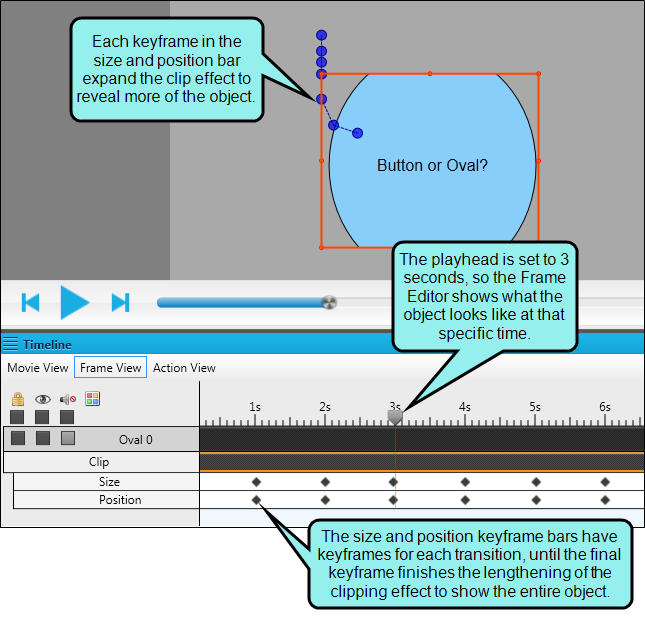 Each keyframe in the
size and position bar
expand the clip effect to
reveal more of the object.
Button or Oval?
The playhead is set to 3
seconds, so the Frame
Editor shows what the
object looks like at that
specific time.
Timeline
Movie View Frame View Action View
1s 2s 3s 4s 5s 6s
Oval 0
Clip
Size
Position
The size and position keyframe bars have
keyframes for each transition, until the final
keyframe finishes the lengthening of the
clipping effect to show the entire object.